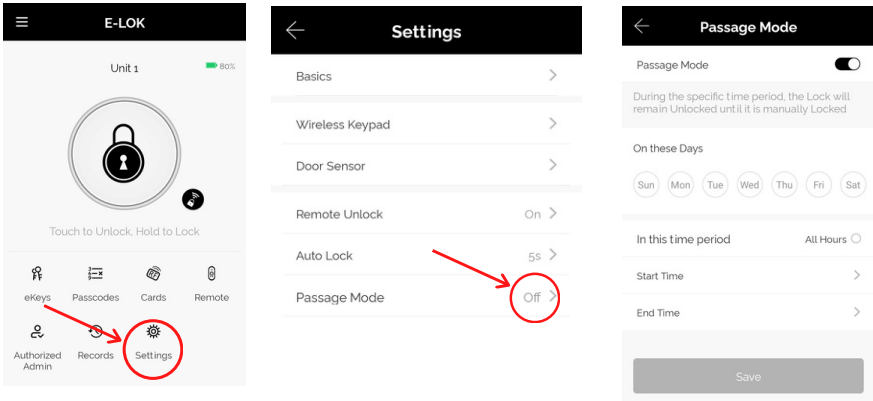 E-LOK
Unit 1
80%
Touch to Unlock, Hold to Lock
eKeys
Passcodes
Cards
Remote
Authorized
Admin
Records
Settings
Settings
Basics
Wireless Keypad
Door Sensor
Remote Unlock
On
Auto Lock
5s
Passage Mode
Off
Passage Mode
Passage Mode
During the specific time period, the Lock will
remain Unlocked until it is manually Locked
On these Days
Sun Mon Tue Wed Thu Fri Sat
In this time period
All Hours
Start Time
End Time
Save